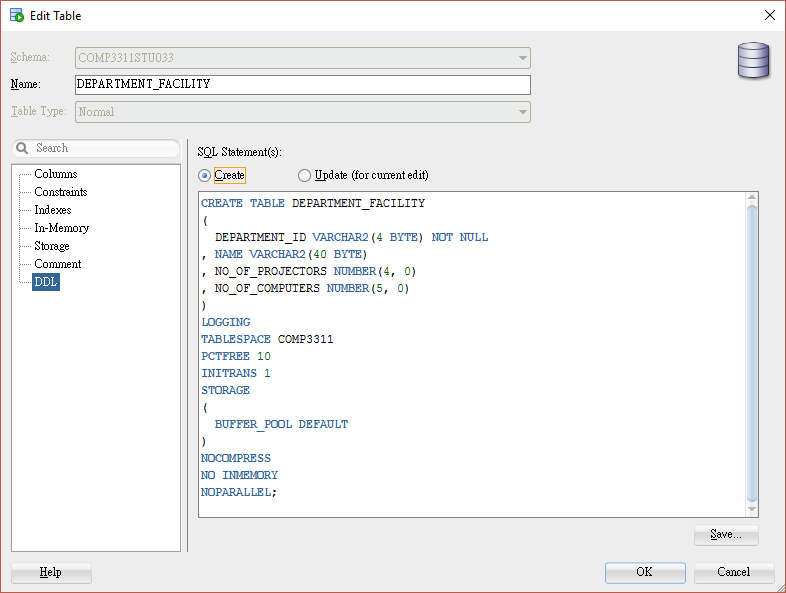 Edit Table
Schema:
COMP3311STU033
Name:
DEPARTMENT_FACILITY
Table Type:
Normal
Search
Columns
Constraints
Indexes
In-Memory
Storage
Comment
DDL
SQL Statement(s):
Create
Update (for current edit)
CREATE TABLE DEPARTMENT_FACILITY
(
  DEPARTMENT_ID VARCHAR2(4 BYTE) NOT NULL
, NAME VARCHAR2(40 BYTE)
, NO_OF_PROJECTORS NUMBER(4, 0)
, NO_OF_COMPUTERS NUMBER(5, 0)
)
LOGGING
TABLESPACE COMP3311
PCTFREE 10
INITRANS 1
STORAGE
(
  BUFFER_POOL DEFAULT
)
NOCOMPRESS
NO INMEMORY
NOPARALLEL;
Save...
Help
OK
Cancel